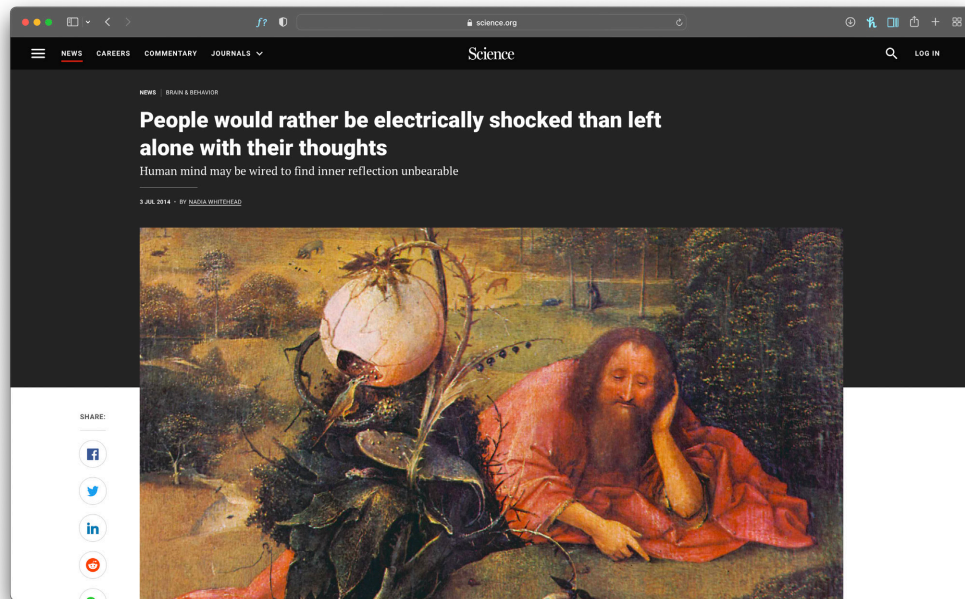 science.org
NEWS CAREERS COMMENTARY JOURNALS Science LOG IN
NEWS | BRAIN & BEHAVIOR
People would rather be electrically shocked than left
alone with their thoughts
Human mind may be wired to find inner reflection unbearable
3 JUL 2014 • BY NADIA WHITEHEAD
SHARE: